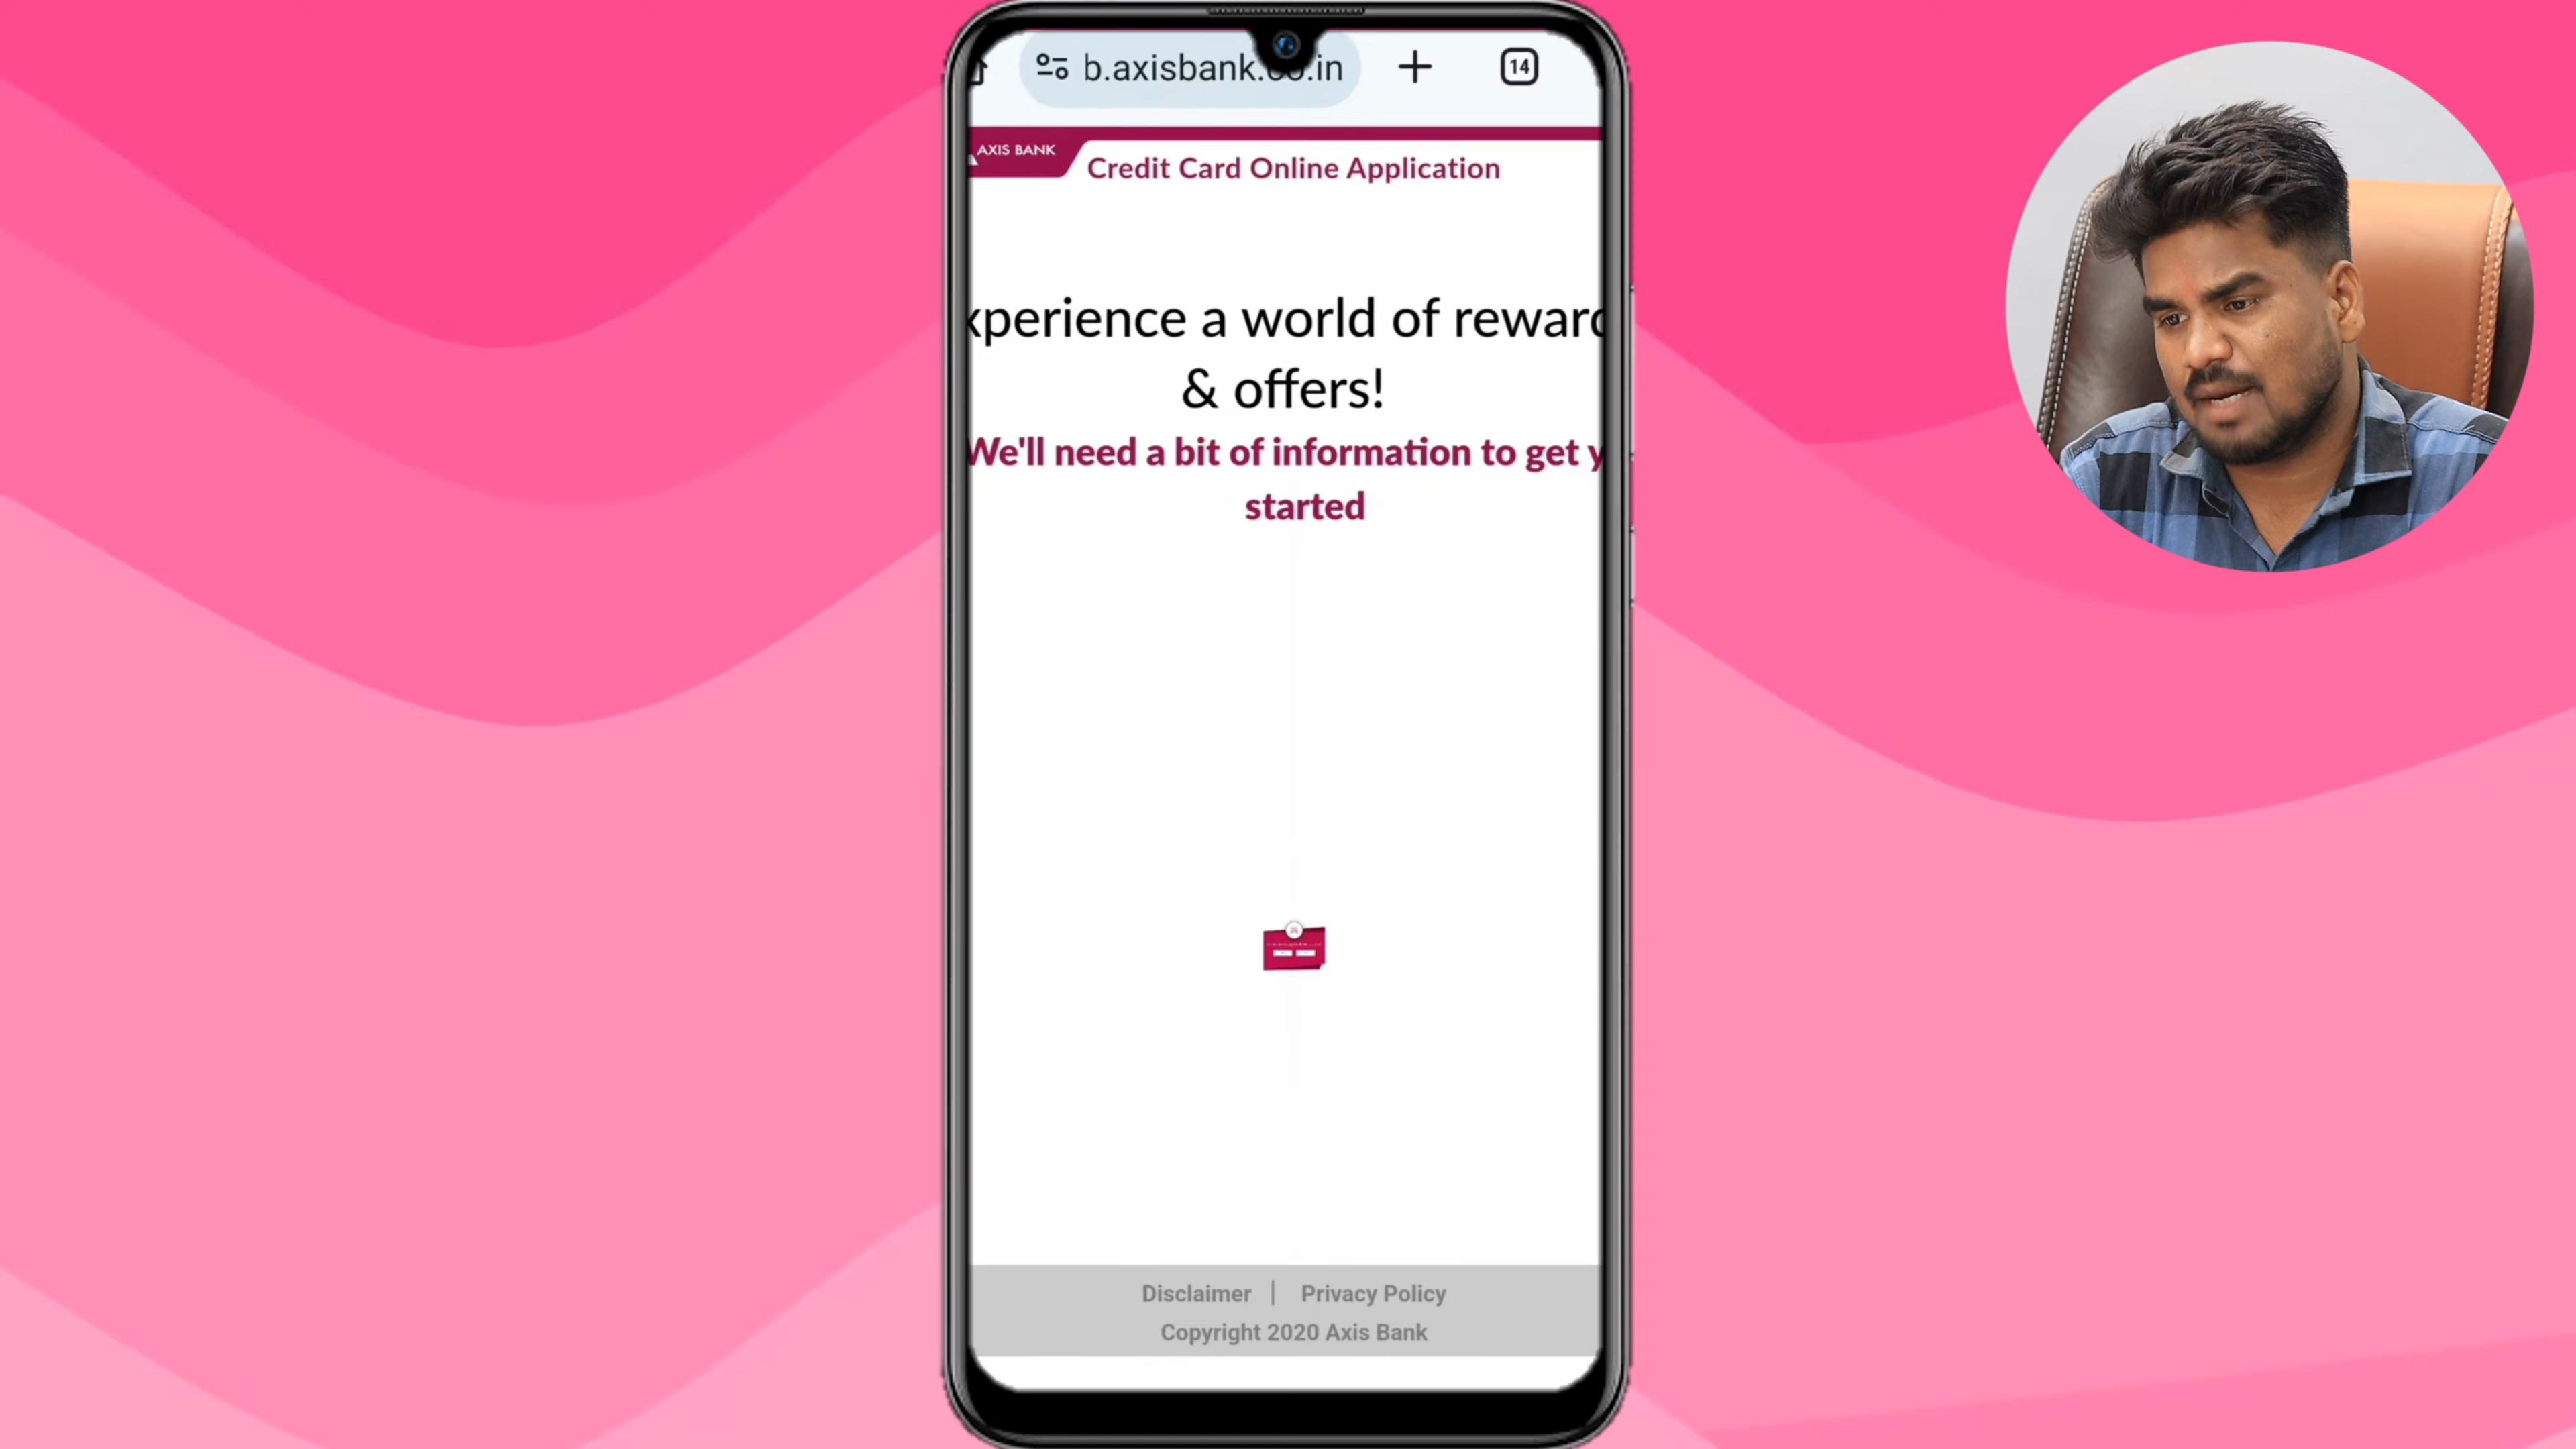 b.axisbank.co.in
14
AXIS BANK
Credit Card Online Application
xperience a world of reward
& offers!
We'll need a bit of information to get y
started
Disclaimer | Privacy Policy
Copyright 2020 Axis Bank